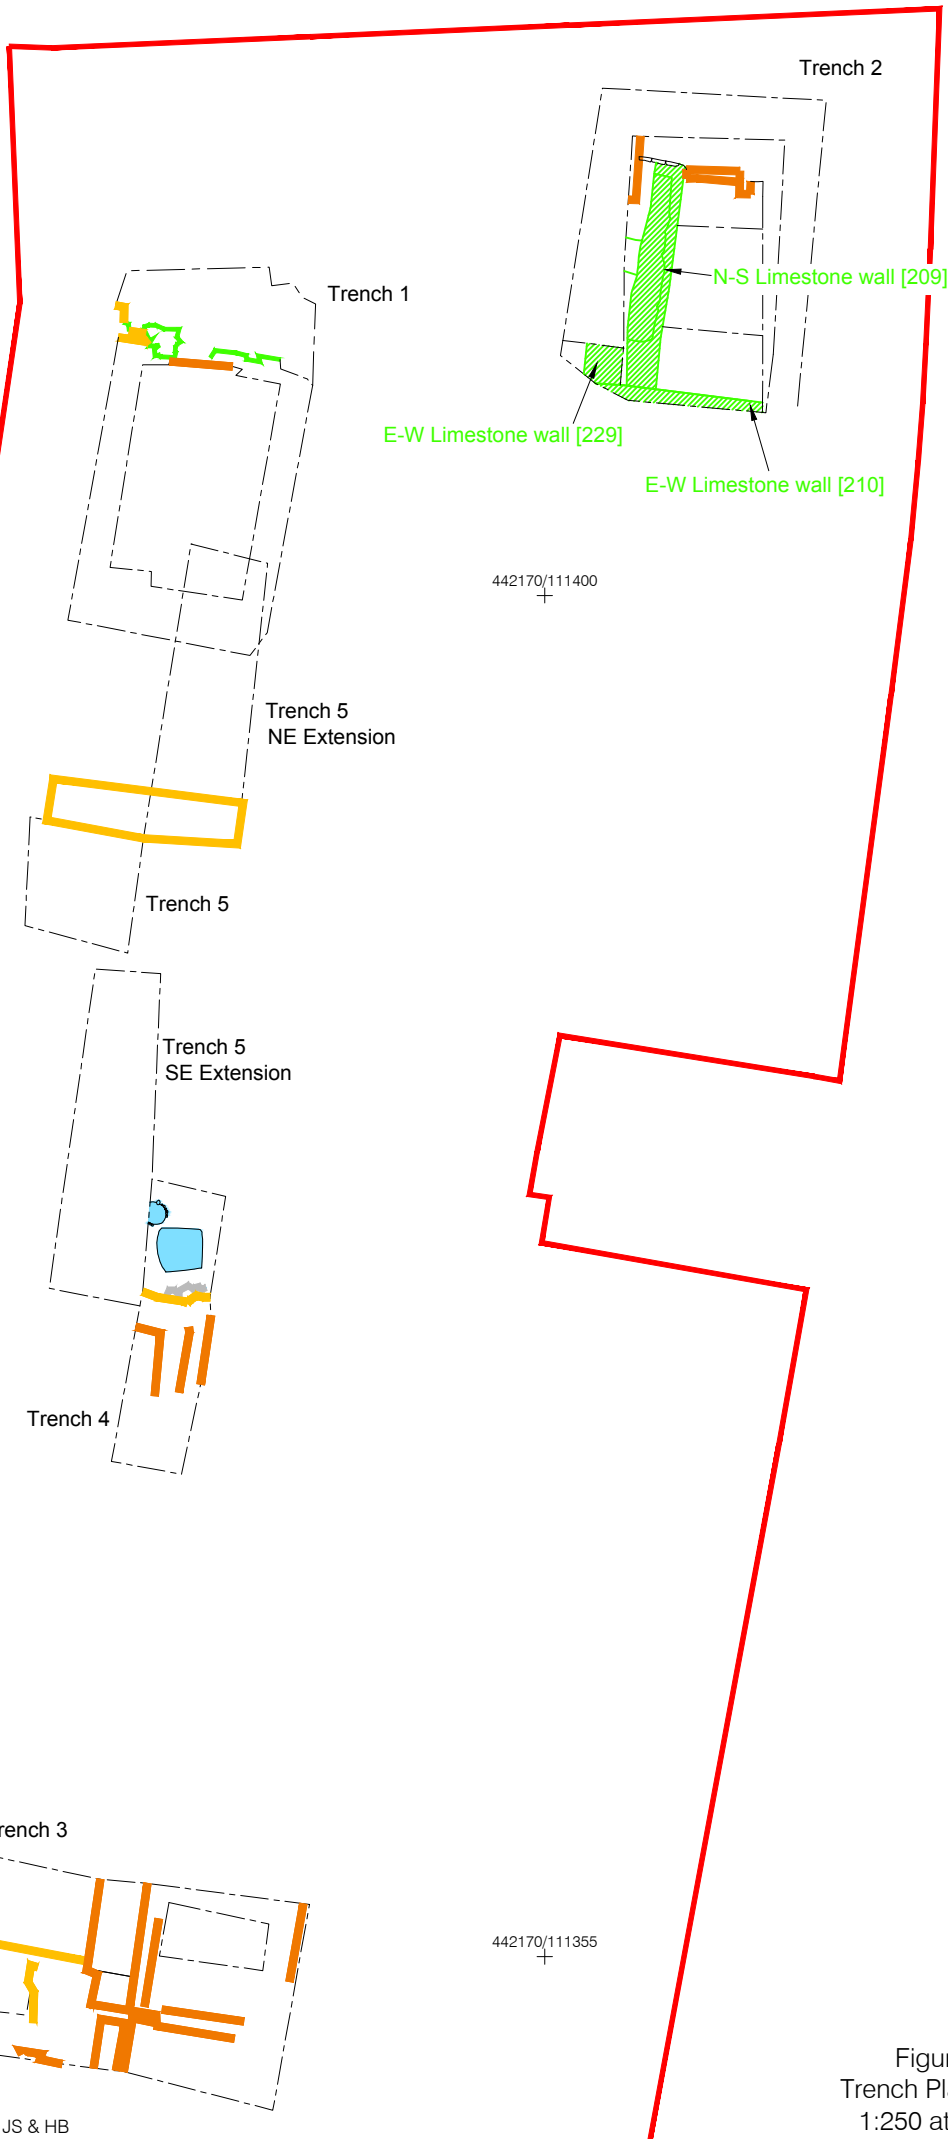 Trench 2
N-S Limestone wall [209]
Trench 1
E-W Limestone wall [229]
E-W Limestone wall [210]
442170/111400
Trench 5
NE Extension
Trench 5
Trench 5
SE Extension
Trench 4
rench 3
442170/111355
Figur
Trench Pl
1:250 at
JS & HB